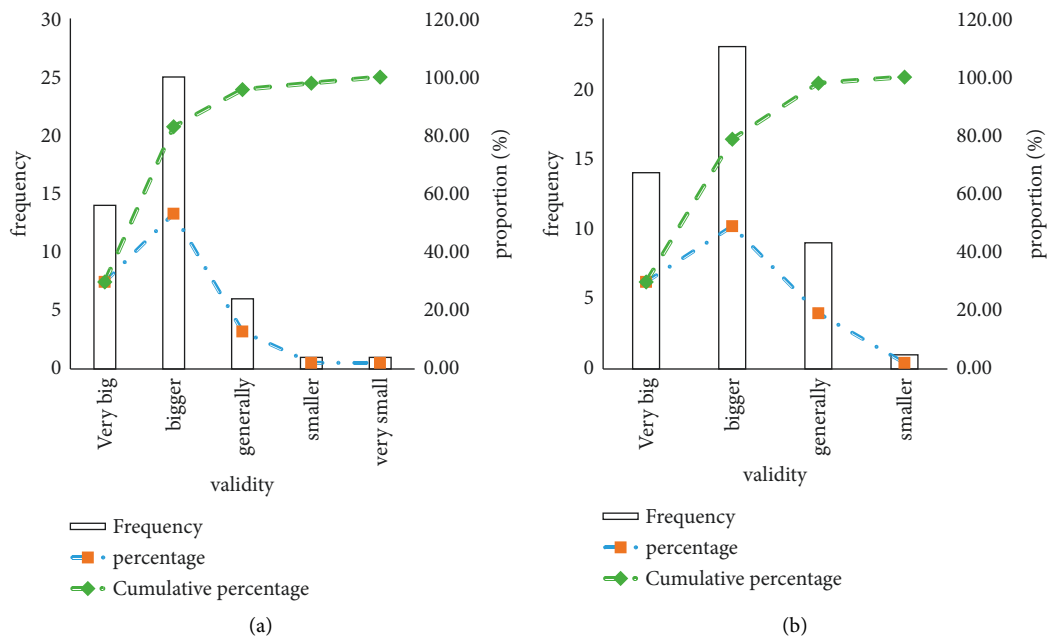 30
25
20
15
10
5
0
frequency
120.00
100.00
80.00
60.00
40.00
20.00
0.00
proportion (%)
Very big
bigger
generally
smaller
very small
validity
Frequency
percentage
Cumulative percentage
(a)
25
20
15
10
5
0
frequency
120.00
100.00
80.00
60.00
40.00
20.00
0.00
proportion (%)
Very big
bigger
generally
smaller
validity
Frequency
percentage
Cumulative percentage
(b)